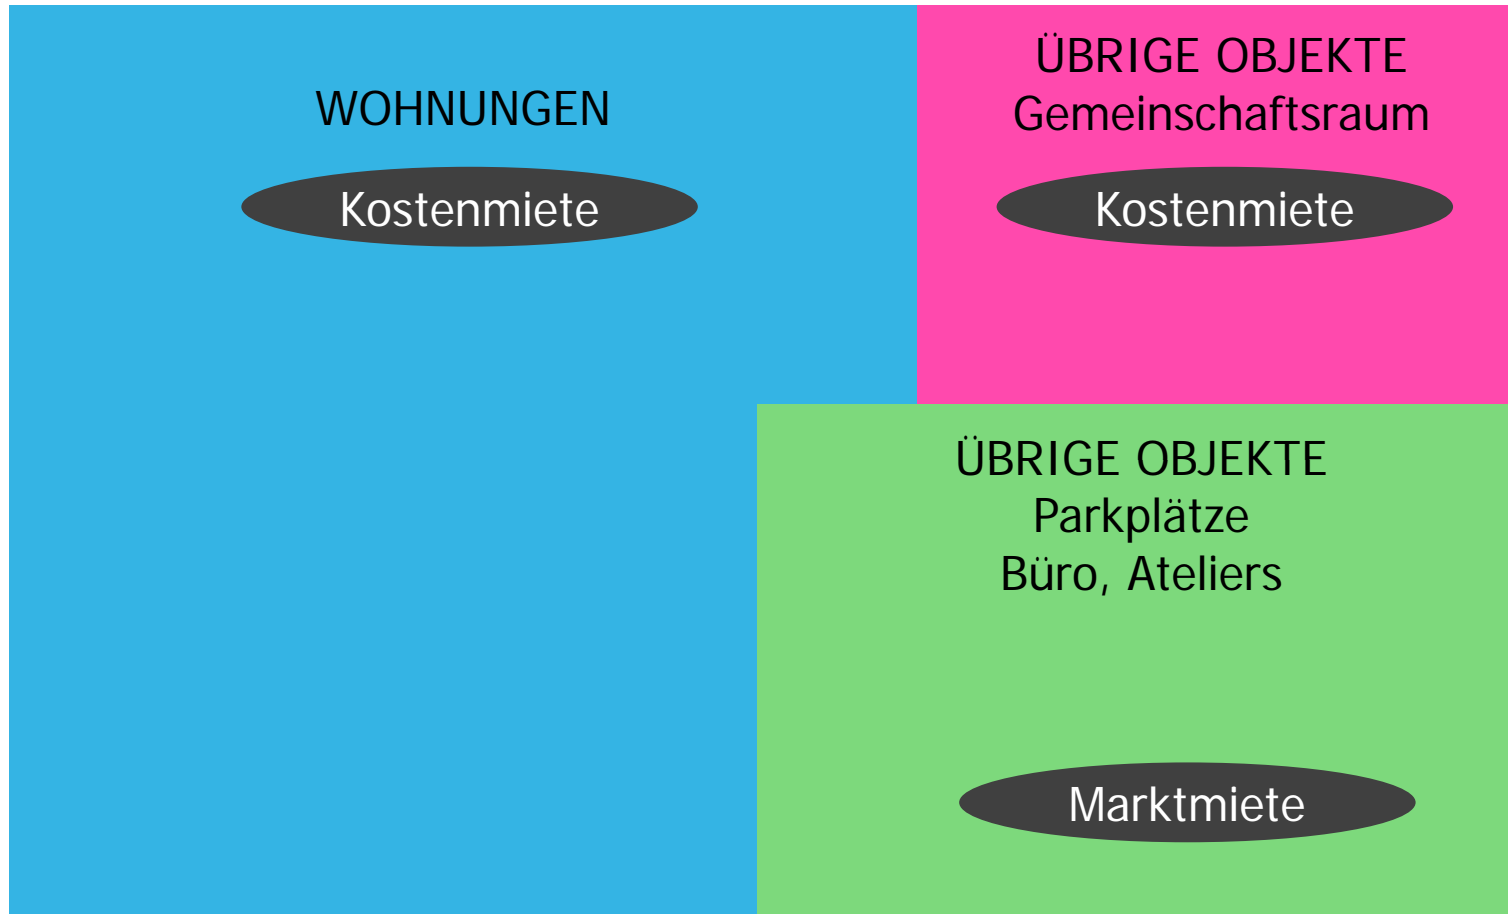 WOHNUNGEN
Kostenmiete
ÜBRIGE OBJEKTE
Gemeinschaftsraum
Kostenmiete
ÜBRIGE OBJEKTE
Parkplätze
Büro, Ateliers
Marktmiete